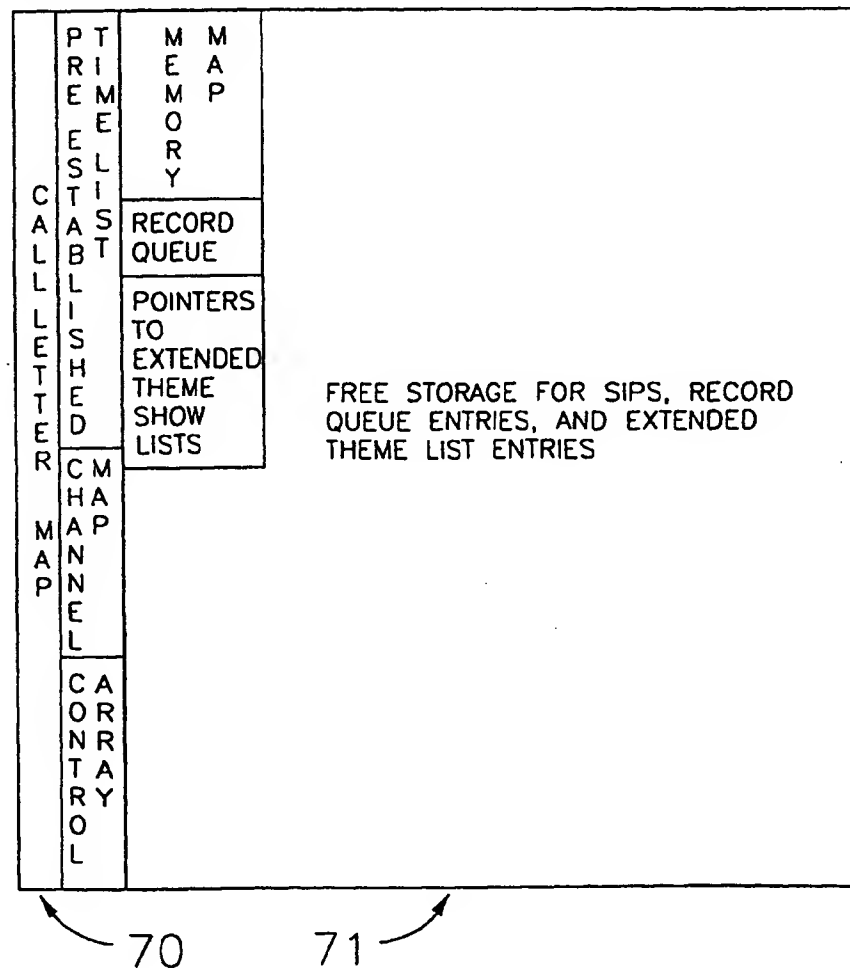 CALL LETTER MAP
PRE ESTABLISHED
TIME LIST
CHANNEL
MAP
CONTROL
ARRAY
MEMORY
MAP
RECORD
QUEUE
POINTERS
TO
EXTENDED
THEME
SHOW
LISTS
FREE STORAGE FOR SIPS, RECORD
QUEUE ENTRIES, AND EXTENDED
THEME LIST ENTRIES
70
71